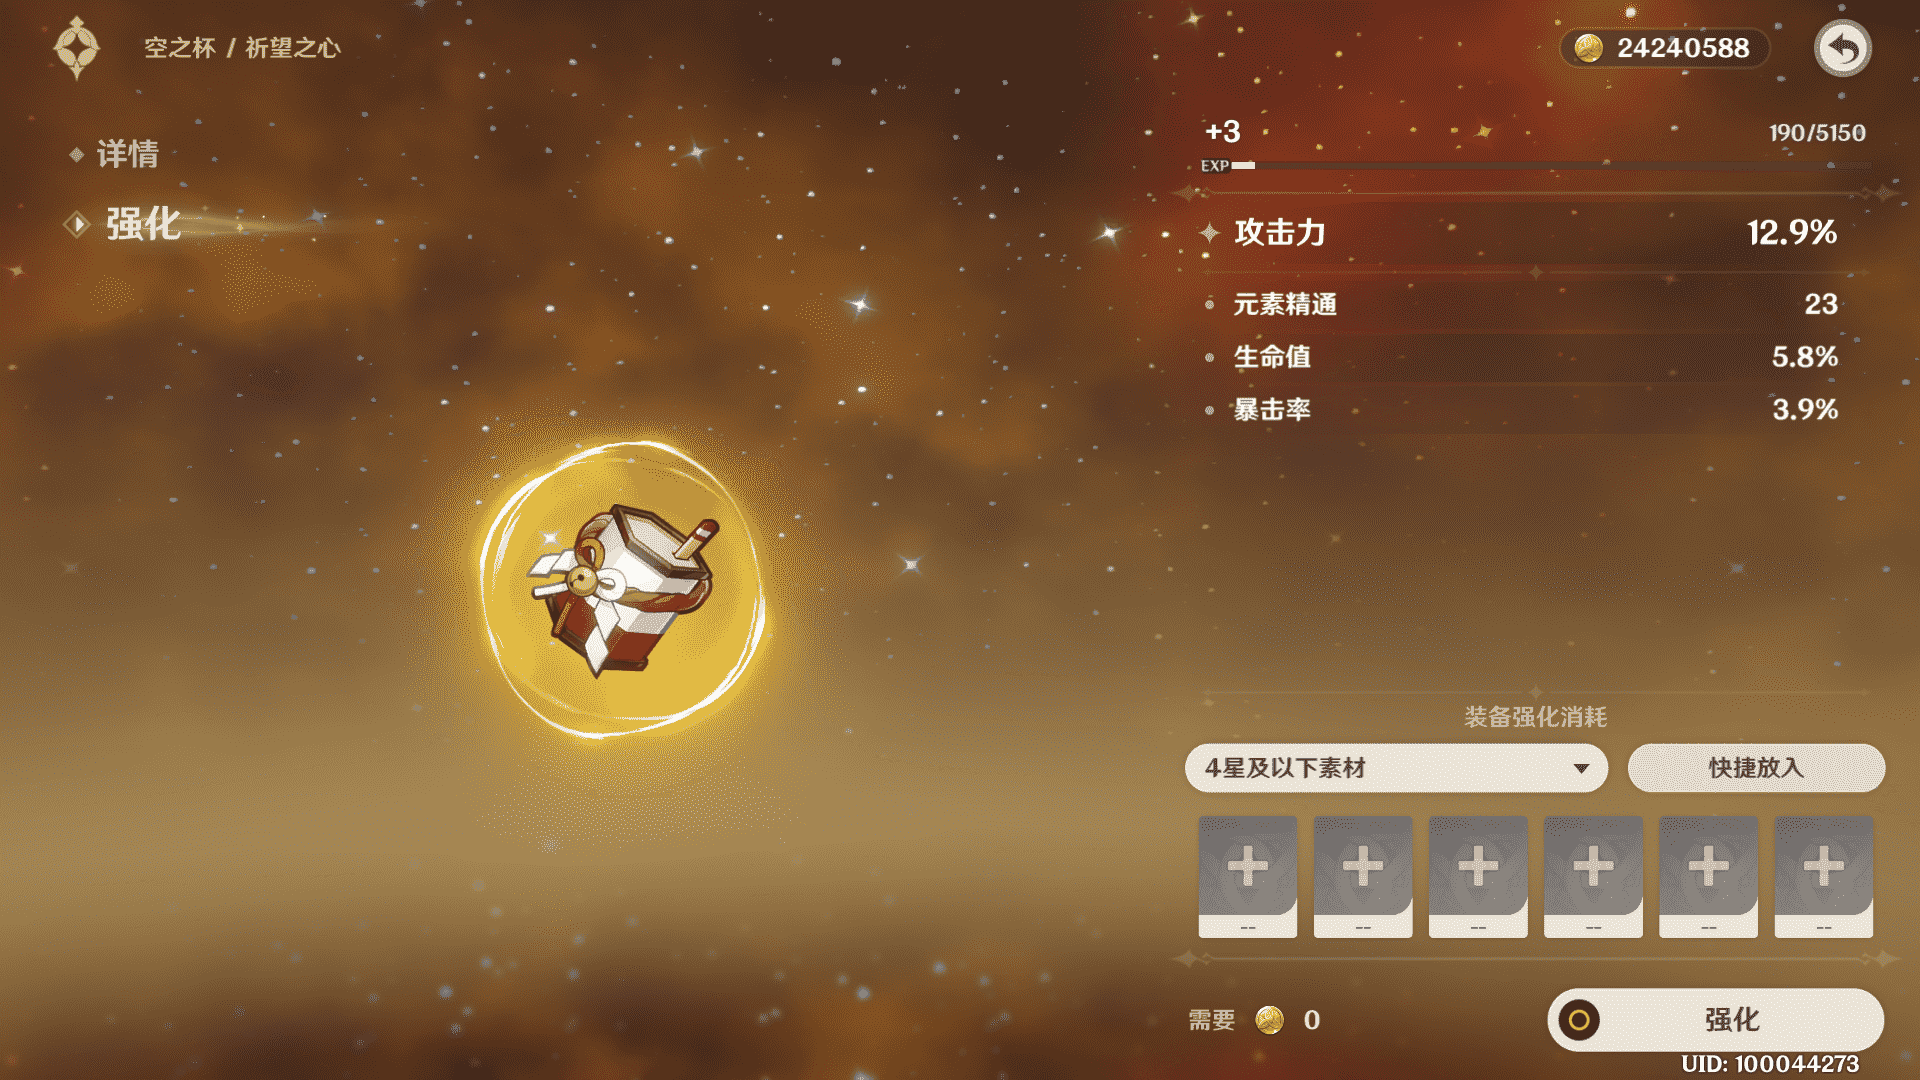 空之杯 / 祈望之心
24240588
详情
强化
+3
190/5150
EXP
攻击力 12.9%
元素精通 23
生命值 5.8%
暴击率 3.9%
装备强化消耗
4星及以下素材
快捷放入
-- -- -- -- -- --
需要 0
强化
UID: 100044273